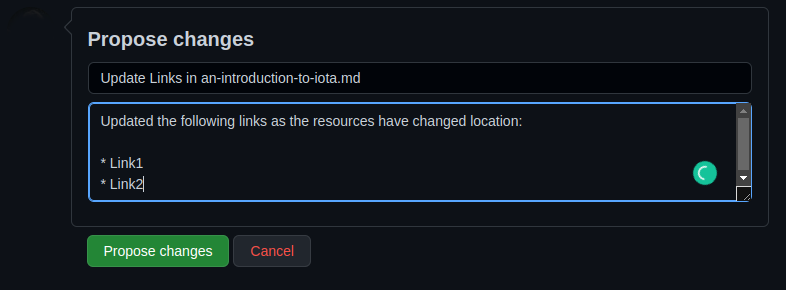 Propose changes
Update Links in an-introduction-to-iota.md
Updated the following links as the resources have changed location:
* Link1
* Link2
Propose changes
Cancel